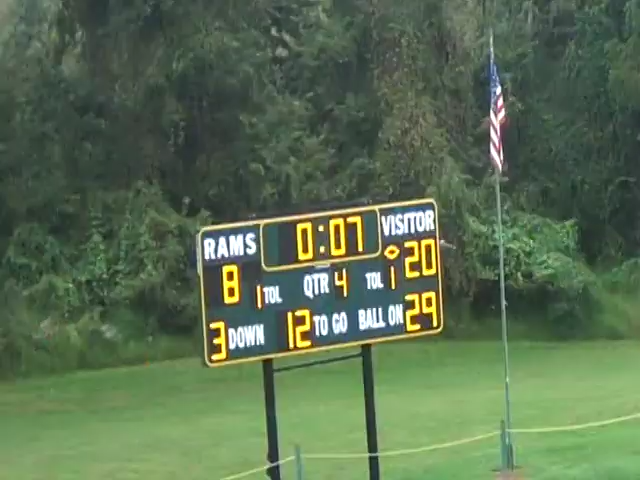 RAMS 0:07 VISITOR
8 1 TOL QTR 4 TOL 1 20
3 DOWN 12 TO GO BALL ON 29